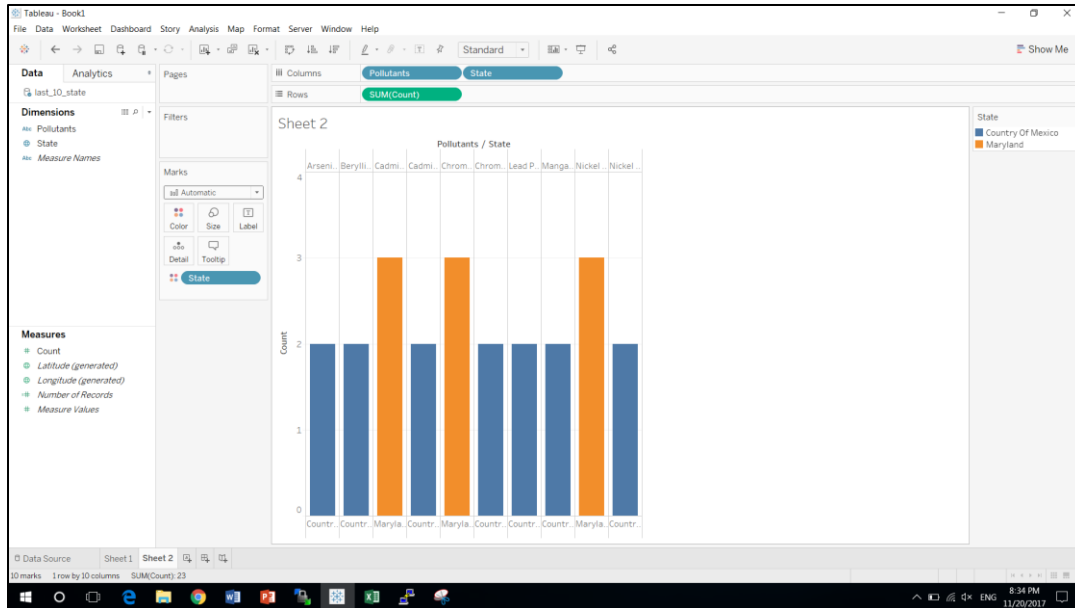 Tableau - Book1
File Data Worksheet Dashboard Story Analysis Map Format Server Window Help
Standard
Show Me
Data Analytics
last_10_state
Dimensions
Abc Pollutants
State
Abc Measure Names
Measures
# Count
Latitude (generated)
Longitude (generated)
=# Number of Records
# Measure Values
Pages
Filters
Marks
Automatic
Color Size Label
Detail Tooltip
State
Columns Pollutants State
Rows SUM(Count)
Sheet 2
Pollutants / State
Arseni.. Berylli.. Cadmi.. Cadmi.. Chrom.. Chrom.. Lead P.. Manga.. Nickel .. Nickel ..
4
3
2
1
0
Count
Countr.. Countr.. Maryla.. Countr.. Maryla.. Countr.. Countr.. Countr.. Maryla.. Countr..
State
Country Of Mexico
Maryland
Data Source Sheet 1 Sheet 2
10 marks 1 row by 10 columns SUM(Count): 23
ENG
8:34 PM
11/20/2017